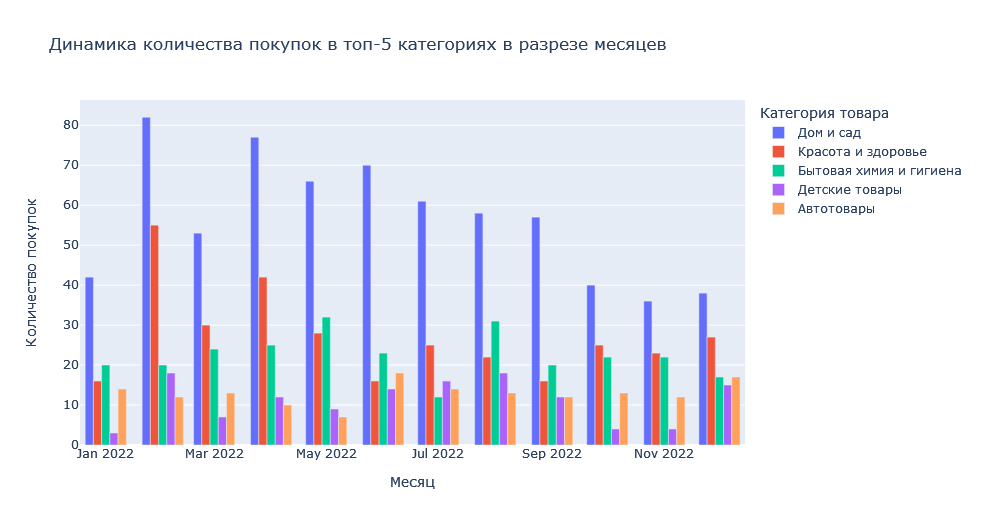 Динамика количества покупок в топ-5 категориях в разрезе месяцев
Категория товара
Дом и сад
Красота и здоровье
Бытовая химия и гигиена
Детские товары
Автотовары
Количество покупок
80
70
60
50
40
30
20
10
0
Jan 2022 Mar 2022 May 2022 Jul 2022 Sep 2022 Nov 2022
Месяц